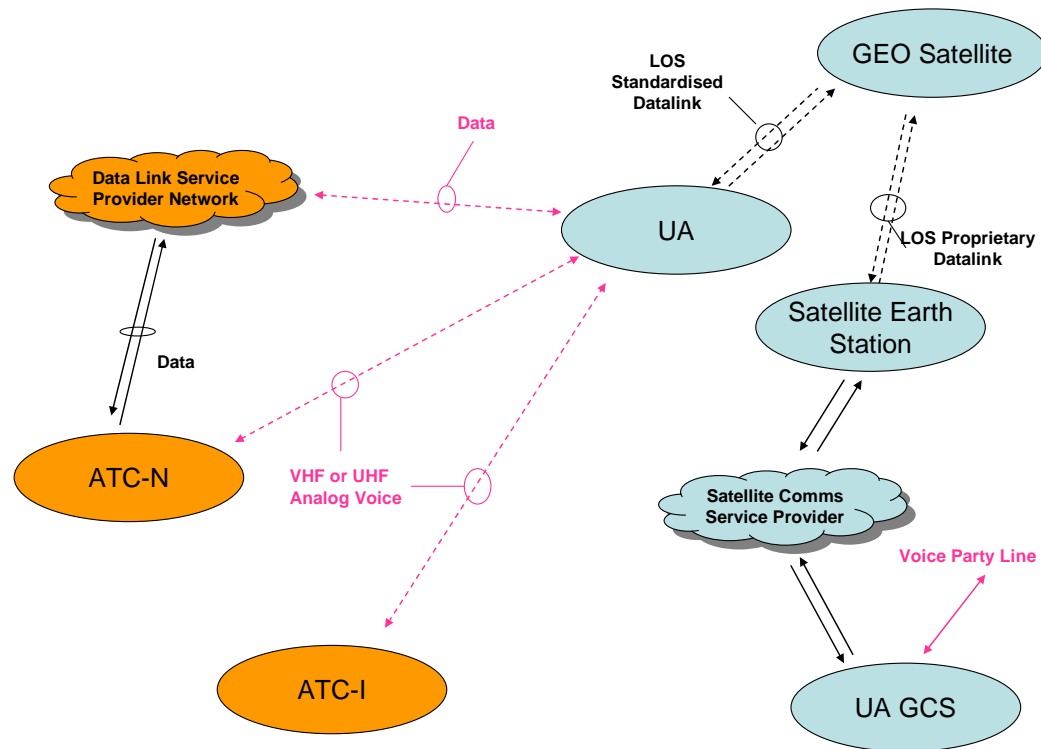 GEO Satellite
LOS
Standardised
Datalink
Data
Data Link Service
Provider Network
UA
LOS Proprietary
Datalink
Satellite Earth
Station
Data
ATC-N
VHF or UHF
Analog Voice
Satellite Comms
Service Provider
Voice Party Line
ATC-I
UA GCS